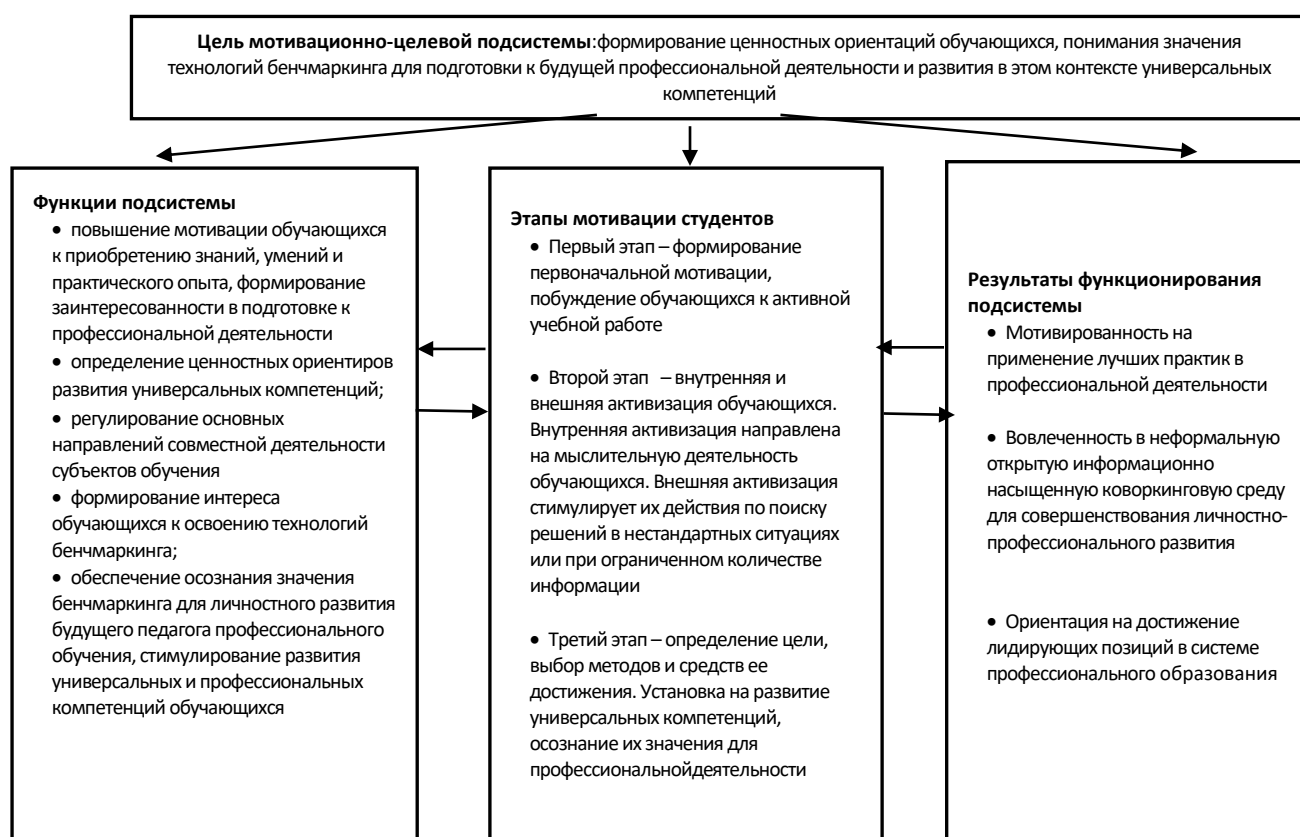 Цель мотивационно-целевой подсистемы:формирование ценностных ориентаций обучающихся, понимания значения
технологий бенчмаркинга для подготовки к будущей профессиональной деятельности и развития в этом контексте универсальных
компетенций
Функции подсистемы
• повышение мотивации обучающихся
к приобретению знаний, умений и
практического опыта, формирование
заинтересованности в подготовке к
профессиональной деятельности
• определение ценностных ориентиров
развития универсальных компетенций;
• регулирование основных
направлений совместной деятельности
субъектов обучения
• формирование интереса
обучающихся к освоению технологий
бенчмаркинга;
• обеспечение осознания значения
бенчмаркинга для личностного развития
будущего педагога профессионального
обучения, стимулирование развития
универсальных и профессиональных
компетенций обучающихся
Этапы мотивации студентов
• Первый этап – формирование
первоначальной мотивации,
побуждение обучающихся к активной
учебной работе
• Второй этап – внутренняя и
внешняя активизация обучающихся.
Внутренняя активизация направлена
на мыслительную деятельность
обучающихся. Внешняя активизация
стимулирует их действия по поиску
решений в нестандартных ситуациях
или при ограниченном количестве
информации
• Третий этап – определение цели,
выбор методов и средств ее
достижения. Установка на развитие
универсальных компетенций,
осознание их значения для
профессиональнойдеятельности
Результаты функционирования
подсистемы
• Мотивированность на
применение лучших практик в
профессиональной деятельности
• Вовлеченность в неформальную
открытую информационно
насыщенную коворкинговую среду
для совершенствования личностно-
профессионального развития
• Ориентация на достижение
лидирующих позиций в системе
профессионального образования